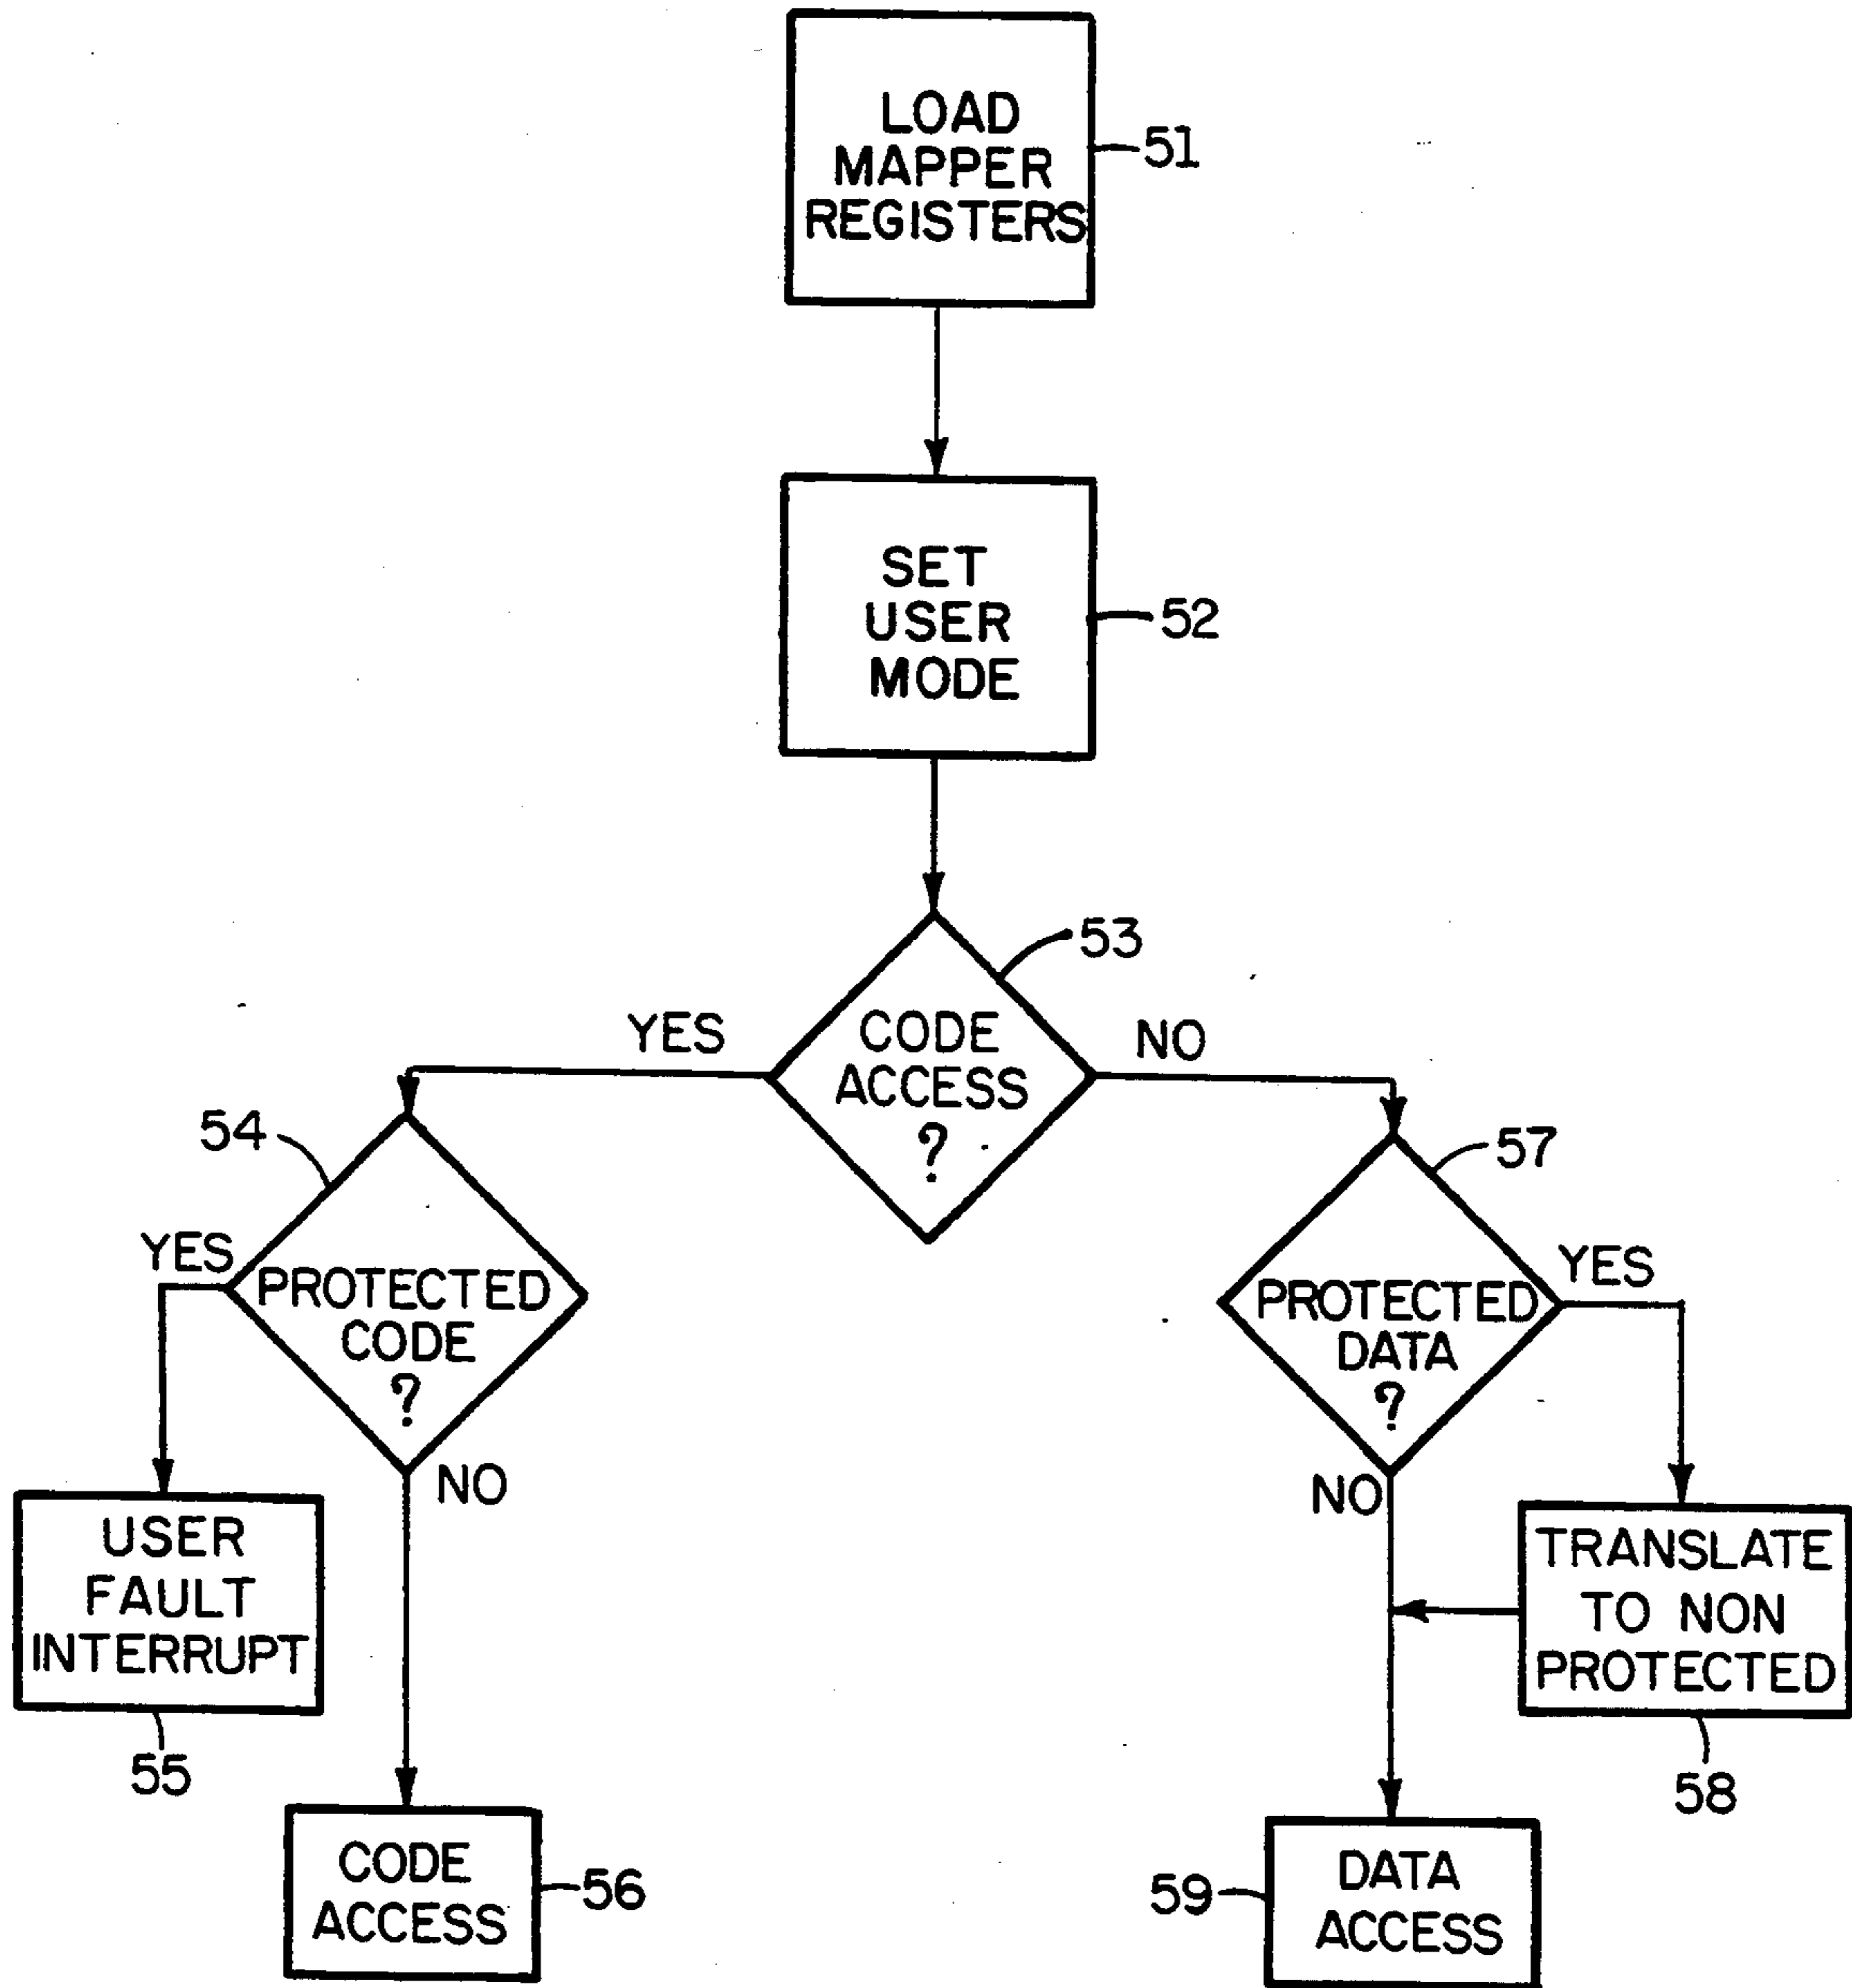 LOAD
MAPPER
REGISTERS
51
SET
USER
MODE
52
53
YES
CODE
ACCESS
?
NO
54
YES
PROTECTED
CODE
?
NO
57
PROTECTED
DATA
?
YES
NO
USER
FAULT
INTERRUPT
55
TRANSLATE
TO NON
PROTECTED
58
CODE
ACCESS
56
59
DATA
ACCESS